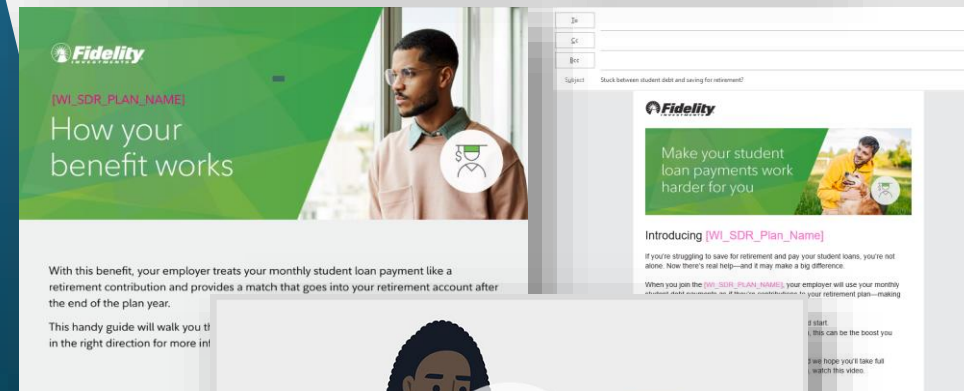 Fidelity
INVESTMENTS
[WI_SDR_PLAN_NAME]
How your
benefit works
With this benefit, your employer treats your monthly student loan payment like a
retirement contribution and provides a match that goes into your retirement account after
the end of the plan year.
This handy guide will walk you th
in the right direction for more inf
To
Cc
Bcc
Subject Stuck between student debt and saving for retirement?
Fidelity
INVESTMENTS
Make your student
loan payments work
harder for you
Introducing [WI_SDR_Plan_Name]
If you're struggling to save for retirement and pay your student loans, you're not
alone. Now there's real help—and it may make a big difference.
When you join the [WI_SDR_PLAN_NAME], your employer will use your monthly
student debt payments as if they're contributions to your retirement plan—making
start.
, this can be the boost you
we hope you'll take full
, watch this video.